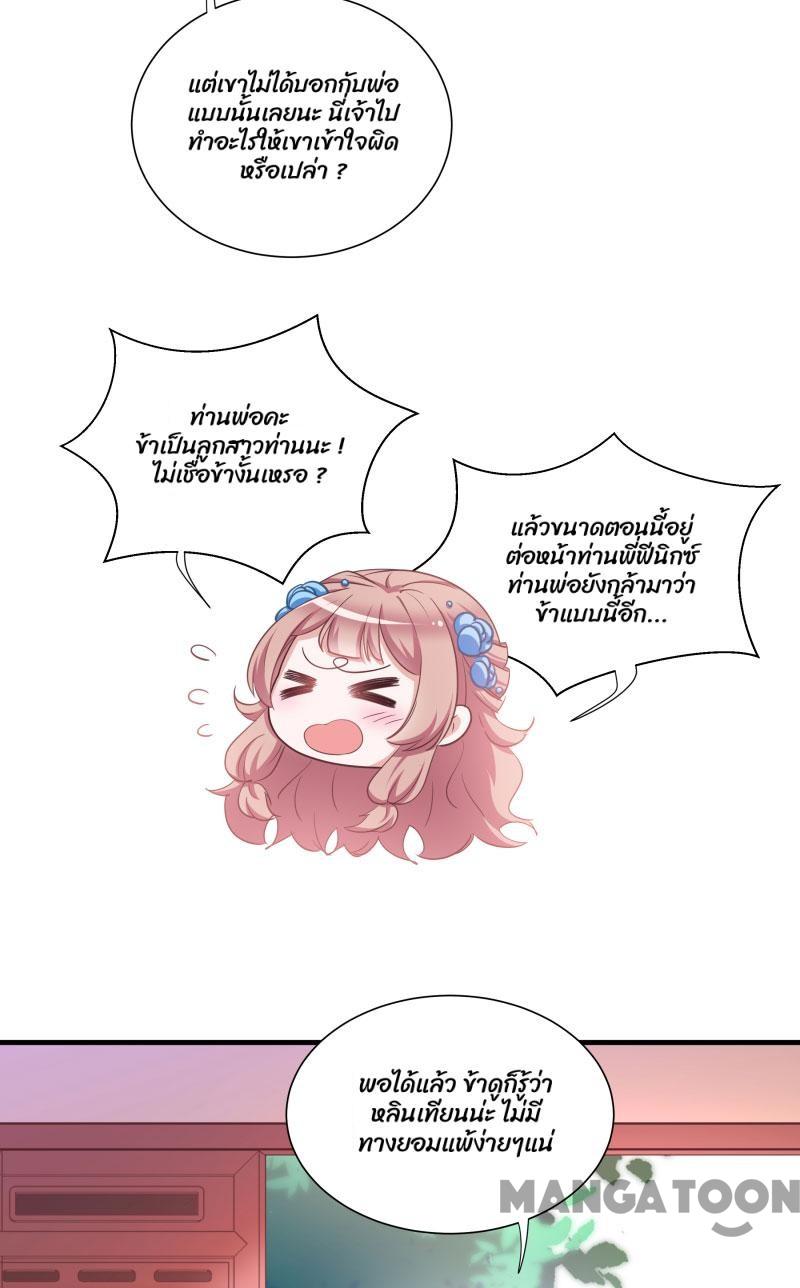 แต่เขาไม่ได้บอกกับพ่อ
แบบนั้นเลยนะ นี่เจ้าไป
ทำอะไรให้เขาเข้าใจผิด
หรือเปล่า ?
ท่านพ่อคะ
ข้าเป็นลูกสาวท่านนะ !
ไม่เชื่อข้างั้นเหรอ ?
แล้วขนาดตอนนี้อยู่
ต่อหน้าท่านพี่ฟีนิกซ์
ท่านพ่อยังกล้ามาว่า
ข้าแบบนี้อีก...
พอได้แล้ว ข้าดูก็รู้ว่า
หลินเทียนน่ะ ไม่มี
ทางยอมแพ้ง่ายๆแน่
MANGATOON